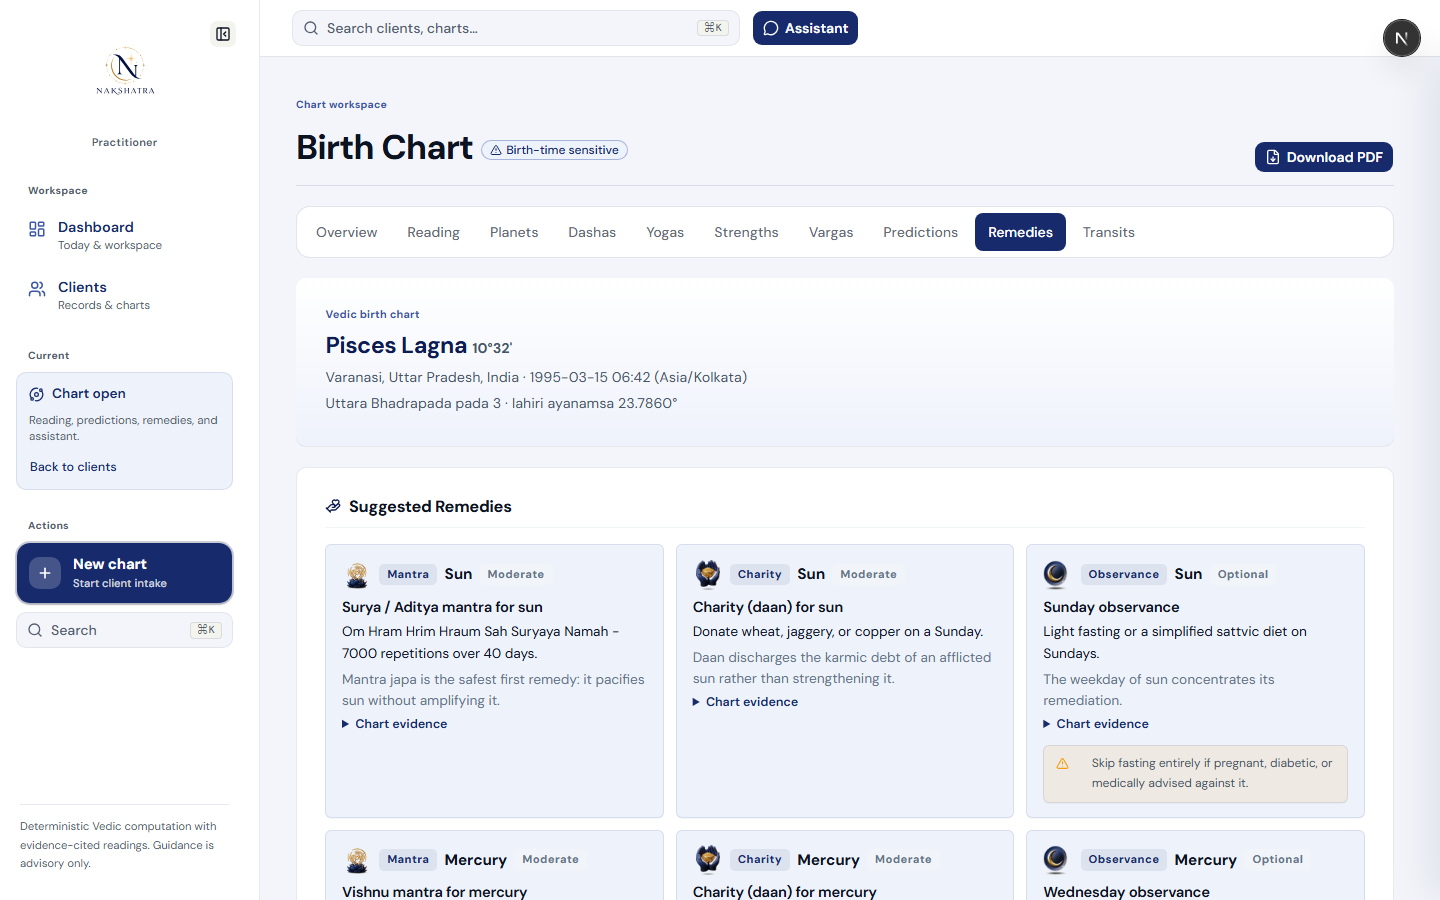 Search clients, charts...
⌘K
Assistant
N
N
NAKSHATRA
Practitioner
Workspace
Dashboard
Today & workspace
Clients
Records & charts
Current
Chart open
Reading, predictions, remedies, and
assistant.
Back to clients
Actions
New chart
Start client intake
Search
⌘K
Deterministic Vedic computation with
evidence-cited readings. Guidance is
advisory only.
Chart workspace
Birth Chart
Birth-time sensitive
Download PDF
Overview
Reading
Planets
Dashas
Yogas
Strengths
Vargas
Predictions
Remedies
Transits
Vedic birth chart
Pisces Lagna 10°32'
Varanasi, Uttar Pradesh, India · 1995-03-15 06:42 (Asia/Kolkata)
Uttara Bhadrapada pada 3 · lahiri ayanamsa 23.7860°
Suggested Remedies
Mantra Sun Moderate
Surya / Aditya mantra for sun
Om Hram Hrim Hraum Sah Suryaya Namah -
7000 repetitions over 40 days.
Mantra japa is the safest first remedy: it pacifies
sun without amplifying it.
Chart evidence
Charity Sun Moderate
Charity (daan) for sun
Donate wheat, jaggery, or copper on a Sunday.
Daan discharges the karmic debt of an afflicted
sun rather than strengthening it.
Chart evidence
Observance Sun Optional
Sunday observance
Light fasting or a simplified sattvic diet on
Sundays.
The weekday of sun concentrates its
remediation.
Chart evidence
Skip fasting entirely if pregnant, diabetic, or
medically advised against it.
Mantra Mercury Moderate
Vishnu mantra for mercury
Charity Mercury Moderate
Charity (daan) for mercury
Observance Mercury Optional
Wednesday observance